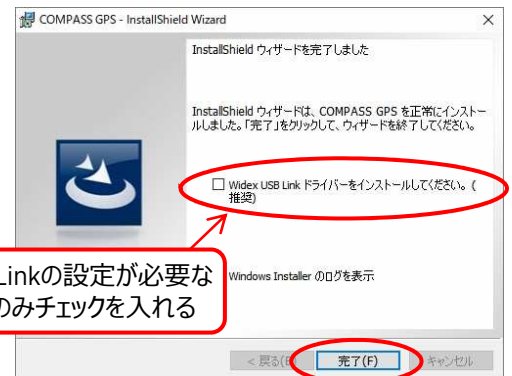 COMPASS GPS - InstallShield Wizard
InstallShield ウィザードを完了しました
InstallShield ウィザードは、COMPASS GPS を正常にインストー
ルしました。「完了」をクリックして、ウィザードを終了してください。
Widex USB Link ドライバーをインストールしてください。(
推奨)
Linkの設定が必要な
のみチェックを入れる
Windows Installer のログを表示
< 戻る(B)
完了(F)
キャンセル